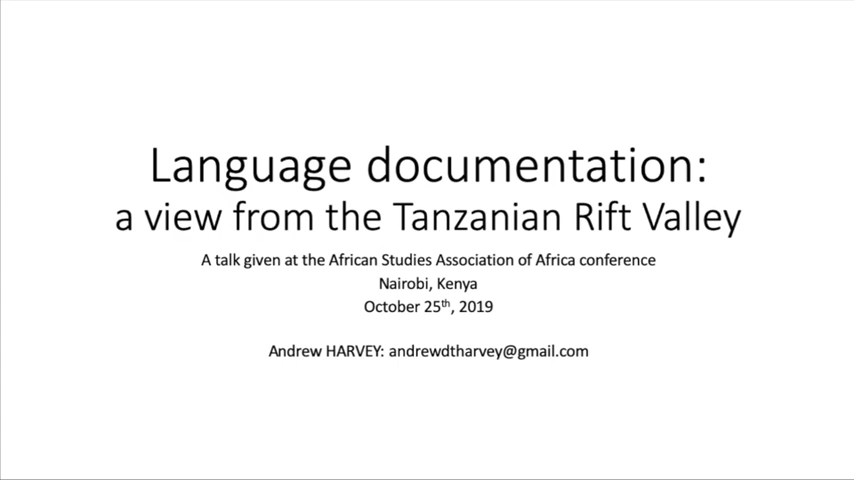 Language documentation:
a view from the Tanzanian Rift Valley
A talk given at the African Studies Association of Africa conference
Nairobi, Kenya
October 25th, 2019
Andrew HARVEY: andrewdtharvey@gmail.com